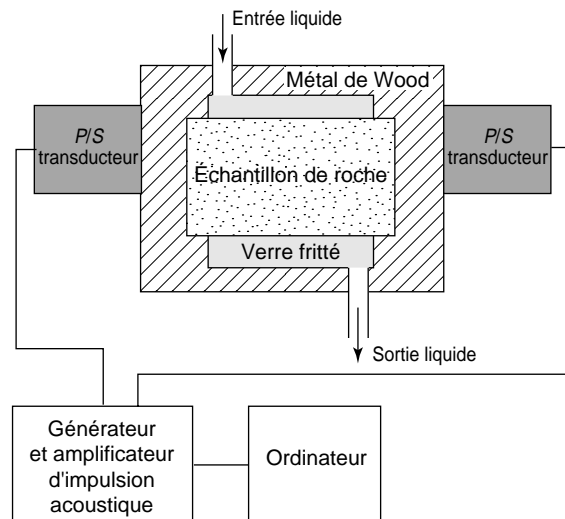 Entrée liquide
Métal de Wood
P/S
transducteur
P/S
transducteur
Échantillon de roche
Verre fritté
Sortie liquide
Générateur
et amplificateur
d'impulsion
acoustique
Ordinateur